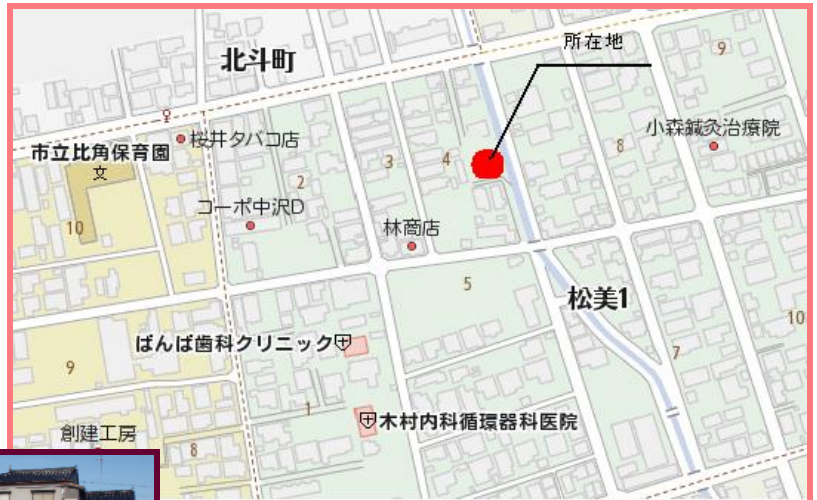 所在地
9
北斗町
小森鍼灸治療院
桜井タバコ店
8
市立比角保育園
文
3
4
2
コーポ中沢D
10
林商店
5
松美1
10
ばんば歯科クリニック
7
9
1
木村内科循環器科医院
創建工房
8